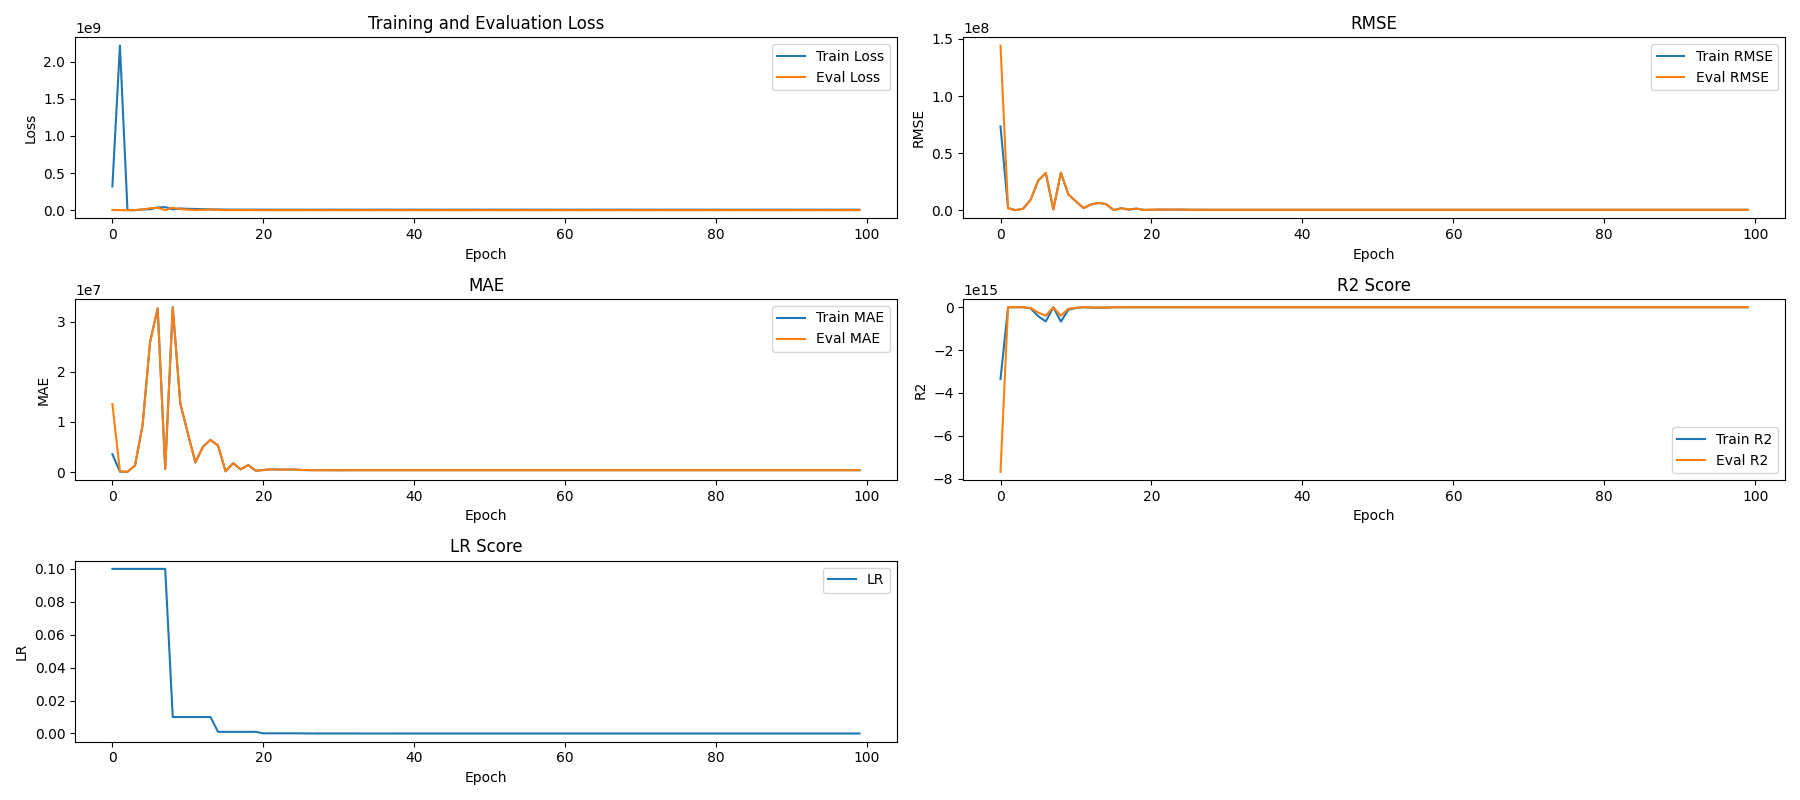 Training and Evaluation Loss
1e9
Train Loss
Eval Loss
2.0
1.5
1.0
0.5
0.0
Loss
0 20 40 60 80 100
Epoch
RMSE
1e8
Train RMSE
Eval RMSE
1.5
1.0
0.5
0.0
RMSE
0 20 40 60 80 100
Epoch
MAE
1e7
Train MAE
Eval MAE
3
2
1
0
MAE
0 20 40 60 80 100
Epoch
R2 Score
1e15
0
−2
−4
−6
−8
R2
Train R2
Eval R2
0 20 40 60 80 100
Epoch
LR Score
LR
0.10
0.08
0.06
0.04
0.02
0.00
LR
0 20 40 60 80 100
Epoch